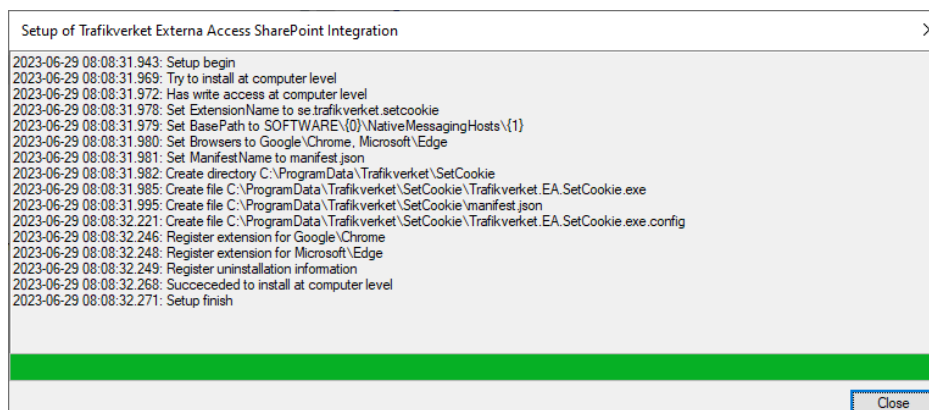 Setup of Trafikverket Externa Access SharePoint Integration
2023-06-29 08:08:31.943: Setup begin
2023-06-29 08:08:31.969: Try to install at computer level
2023-06-29 08:08:31.972: Has write access at computer level
2023-06-29 08:08:31.978: Set ExtensionName to se.trafikverket.setcookie
2023-06-29 08:08:31.979: Set BasePath to SOFTWARE\{0}\NativeMessagingHosts\{1}
2023-06-29 08:08:31.980: Set Browsers to Google\Chrome, Microsoft\Edge
2023-06-29 08:08:31.981: Set ManifestName to manifest.json
2023-06-29 08:08:31.982: Create directory C:\ProgramData\Trafikverket\SetCookie
2023-06-29 08:08:31.985: Create file C:\ProgramData\Trafikverket\SetCookie\Trafikverket.EA.SetCookie.exe
2023-06-29 08:08:31.995: Create file C:\ProgramData\Trafikverket\SetCookie\manifest.json
2023-06-29 08:08:32.221: Create file C:\ProgramData\Trafikverket\SetCookie\Trafikverket.EA.SetCookie.exe.config
2023-06-29 08:08:32.246: Register extension for Google\Chrome
2023-06-29 08:08:32.248: Register extension for Microsoft\Edge
2023-06-29 08:08:32.249: Register uninstallation information
2023-06-29 08:08:32.268: Succeceded to install at computer level
2023-06-29 08:08:32.271: Setup finish
Close